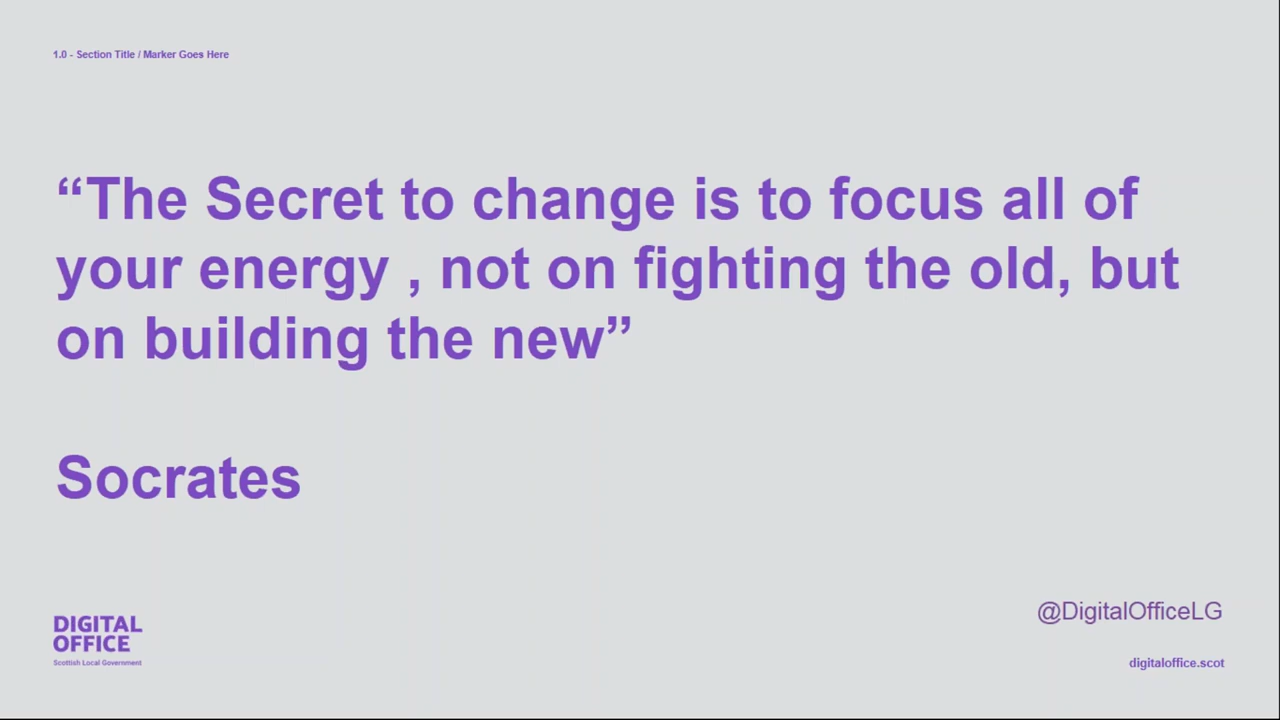 1.0 - Section Title / Marker Goes Here
“The Secret to change is to focus all of
your energy , not on fighting the old, but
on building the new”
Socrates
DIGITAL
OFFICE
Scottish Local Government
@DigitalOfficeLG
digitaloffice.scot